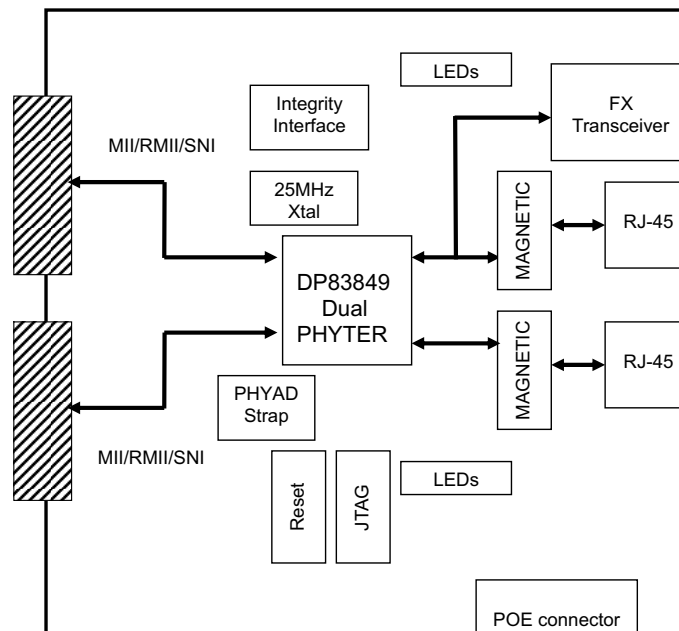 LEDs
FX
Transceiver
Integrity
Interface
MII/RMII/SNI
25MHz
Xtal
MAGNETIC
RJ-45
DP83849
Dual
PHYTER
MAGNETIC
RJ-45
PHYAD
Strap
MII/RMII/SNI
Reset
JTAG
LEDs
POE connector